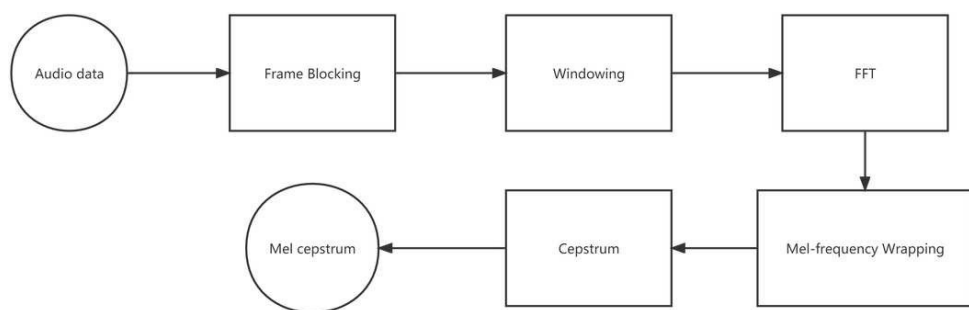 Audio data
Frame Blocking
Windowing
FFT
Mel-frequency Wrapping
Cepstrum
Mel cepstrum